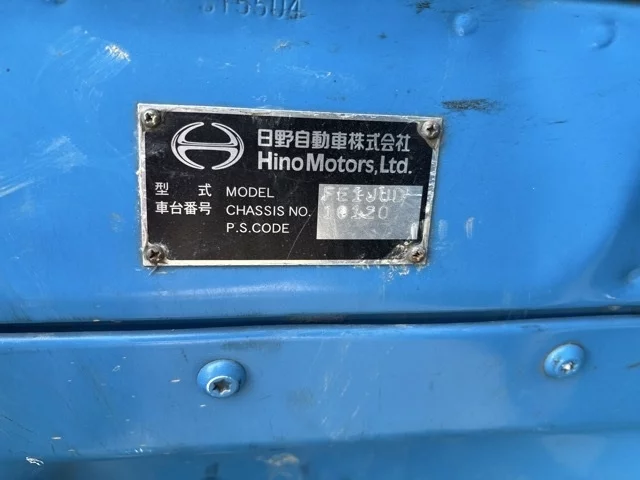 日野自動車株式会社
Hino Motors, Ltd.
型 式 MODEL
車台番号 CHASSIS NO. 10120
P.S.CODE